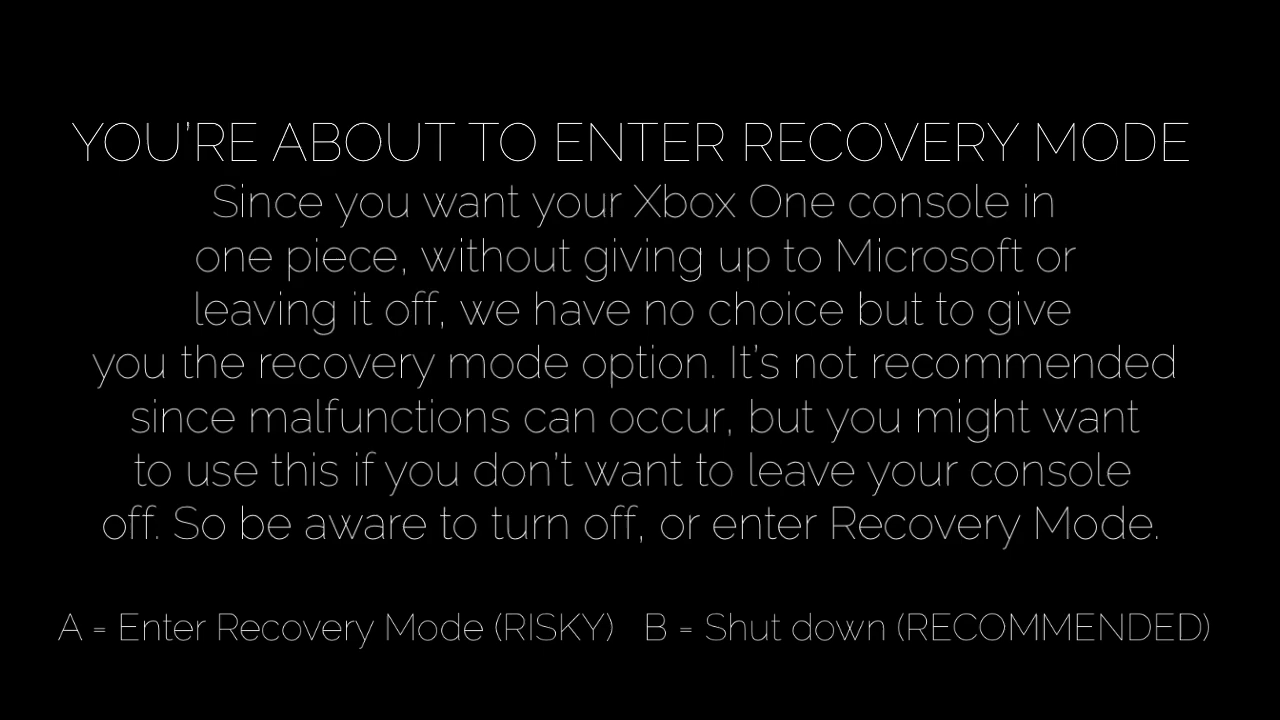 YOU’RE ABOUT TO ENTER RECOVERY MODE
Since you want your Xbox One console in
one piece, without giving up to Microsoft or
leaving it off, we have no choice but to give
you the recovery mode option. It’s not recommended
since malfunctions can occur, but you might want
to use this if you don’t want to leave your console
off. So be aware to turn off, or enter Recovery Mode.
A = Enter Recovery Mode (RISKY) B = Shut down (RECOMMENDED)